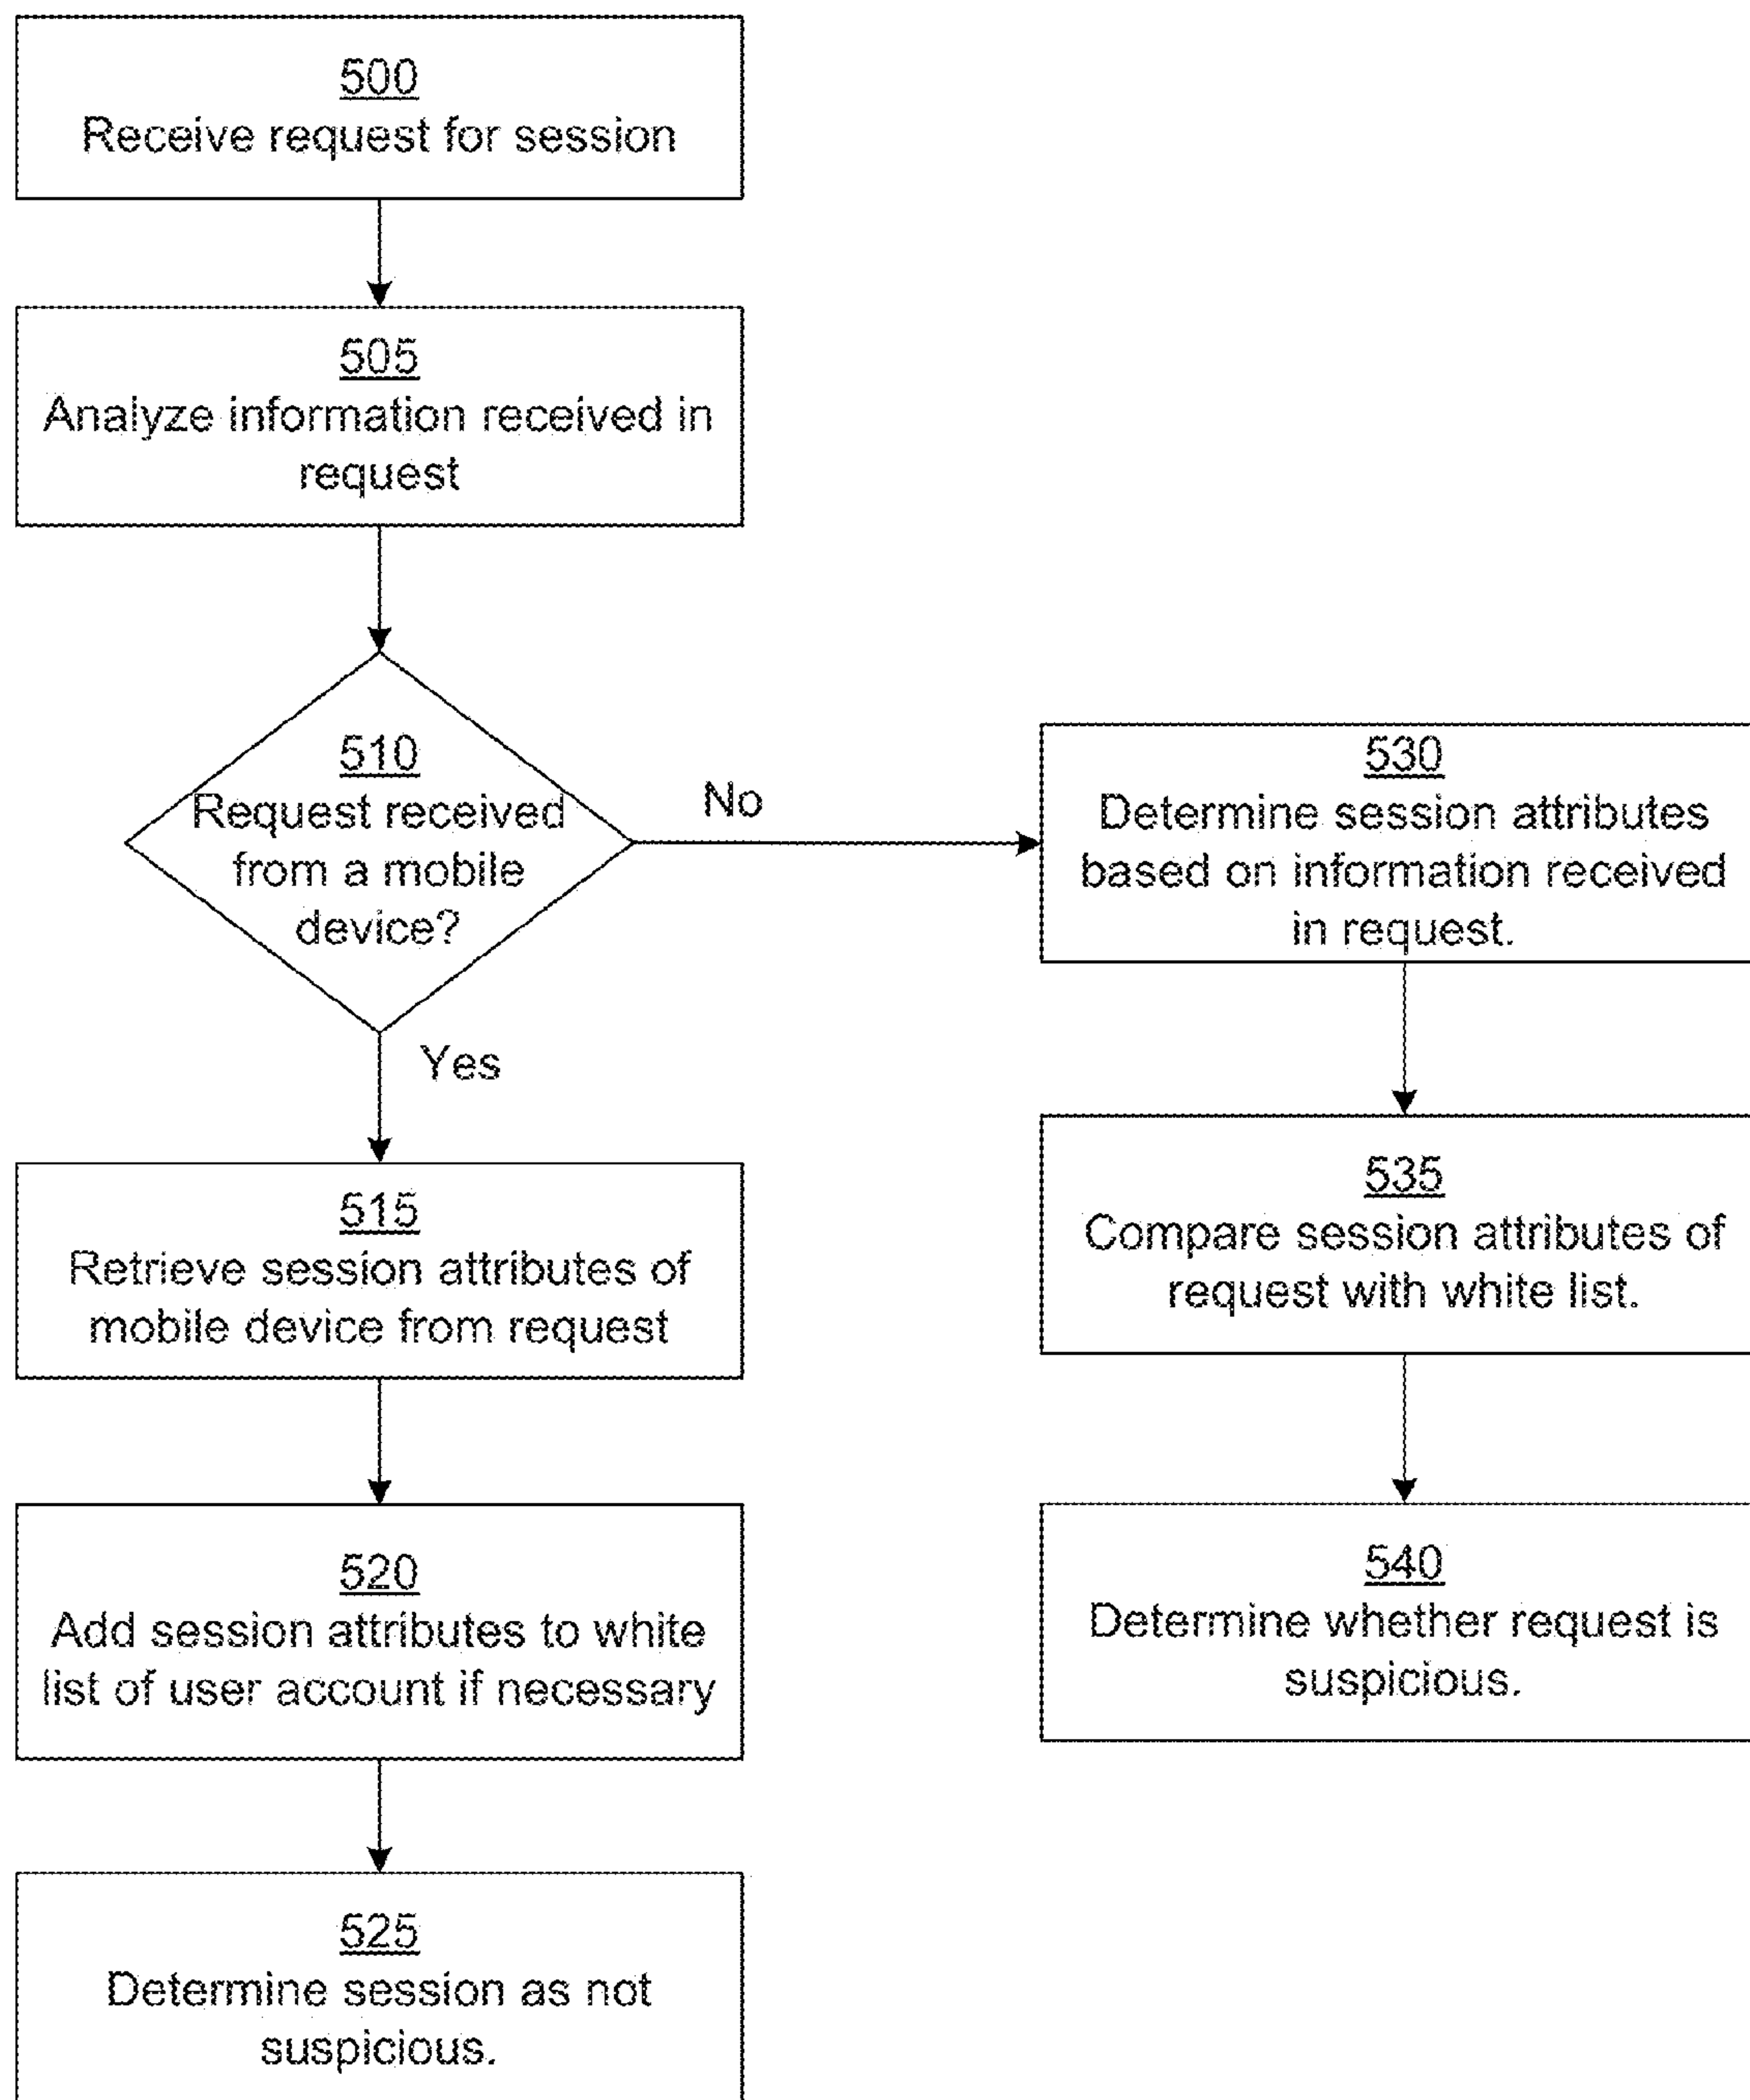 500
Receive request for session
505
Analyze information received in
request
510
Request received
from a mobile
device?
No
Yes
515
Retrieve session attributes of
mobile device from request
520
Add session attributes to white
list of user account if necessary
525
Determine session as not
suspicious.
530
Determine session attributes
based on information received
in request.
535
Compare session attributes of
request with white list.
540
Determine whether request is
suspicious.